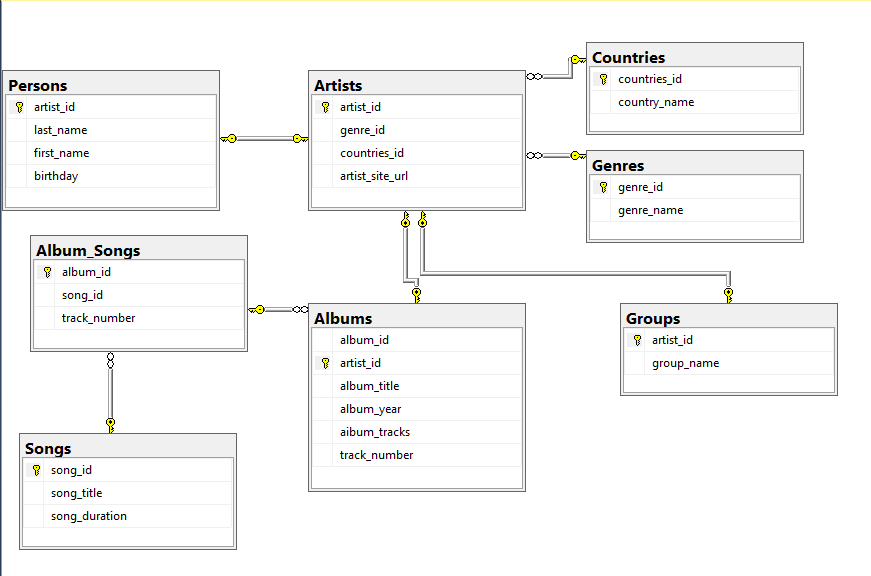 Persons
artist_id
last_name
first_name
birthday
Artists
artist_id
genre_id
countries_id
artist_site_url
Countries
countries_id
country_name
Genres
genre_id
genre_name
Album_Songs
album_id
song_id
track_number
Albums
album_id
artist_id
album_title
album_year
aibum_tracks
track_number
Groups
artist_id
group_name
Songs
song_id
song_title
song_duration